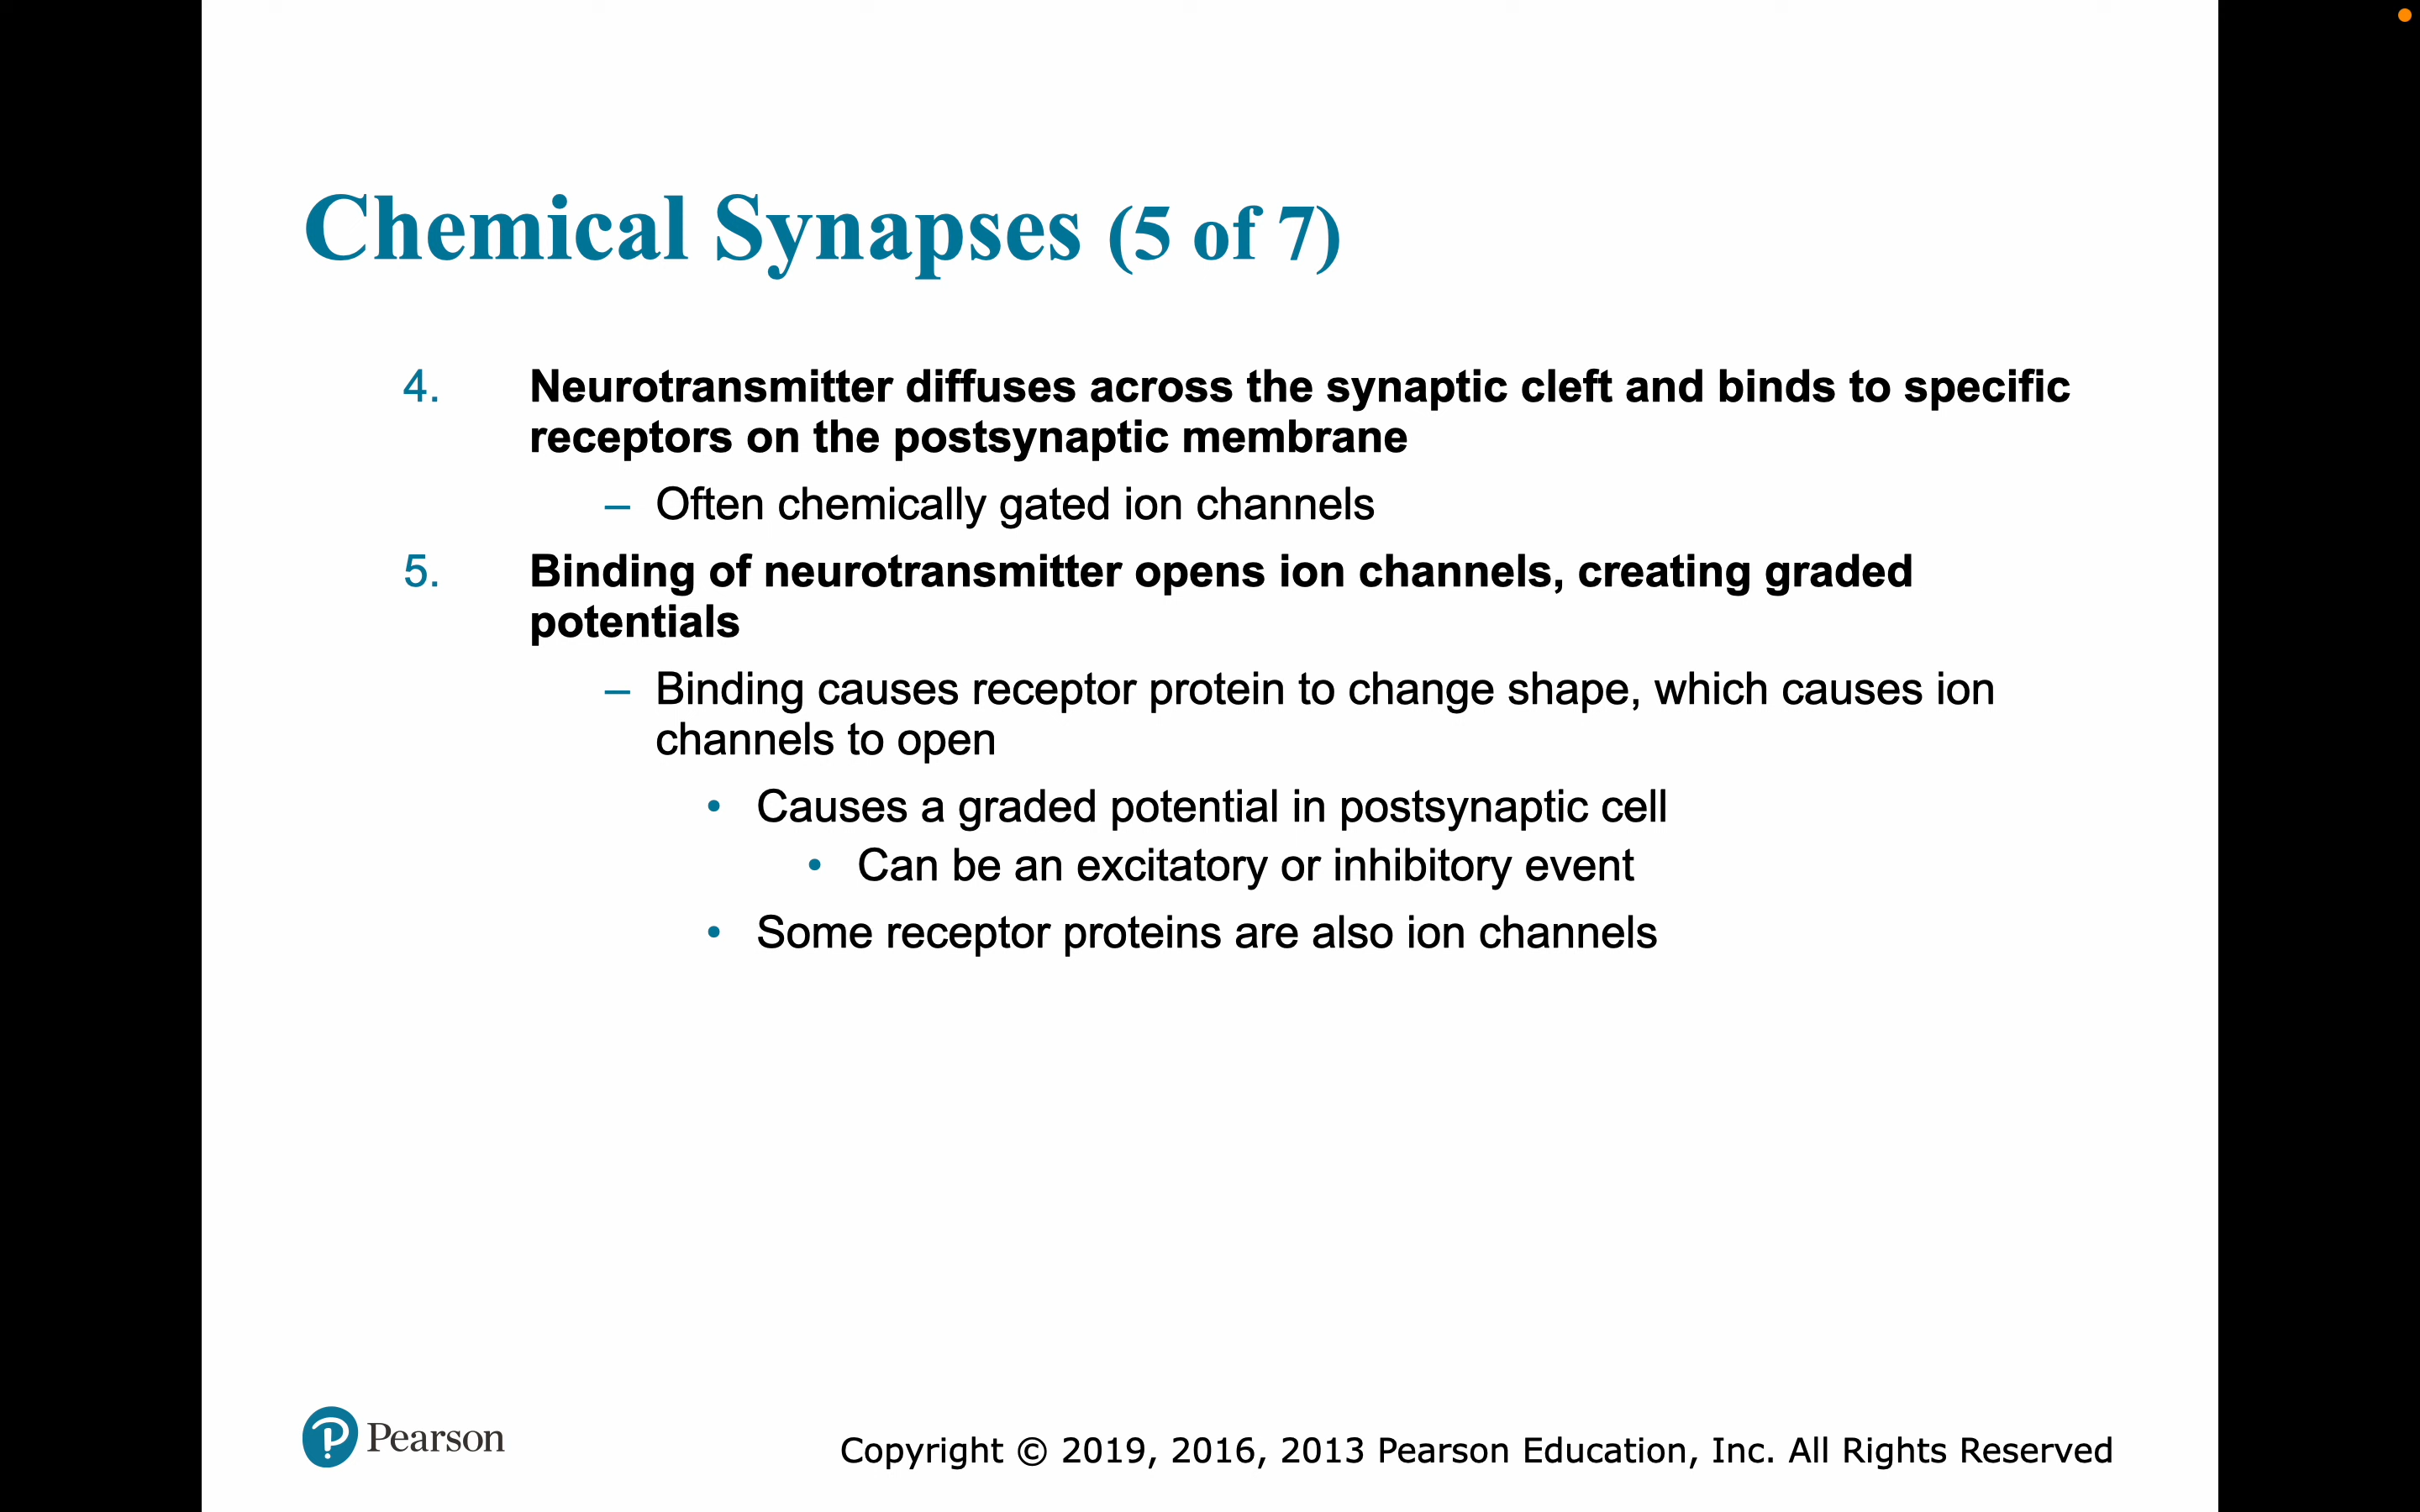 Chemical Synapses (5 of 7)
4. Neurotransmitter diffuses across the synaptic cleft and binds to specific
receptors on the postsynaptic membrane
– Often chemically gated ion channels
5. Binding of neurotransmitter opens ion channels, creating graded
potentials
– Binding causes receptor protein to change shape, which causes ion
channels to open
• Causes a graded potential in postsynaptic cell
• Can be an excitatory or inhibitory event
• Some receptor proteins are also ion channels
Pearson
Copyright © 2019, 2016, 2013 Pearson Education, Inc. All Rights Reserved